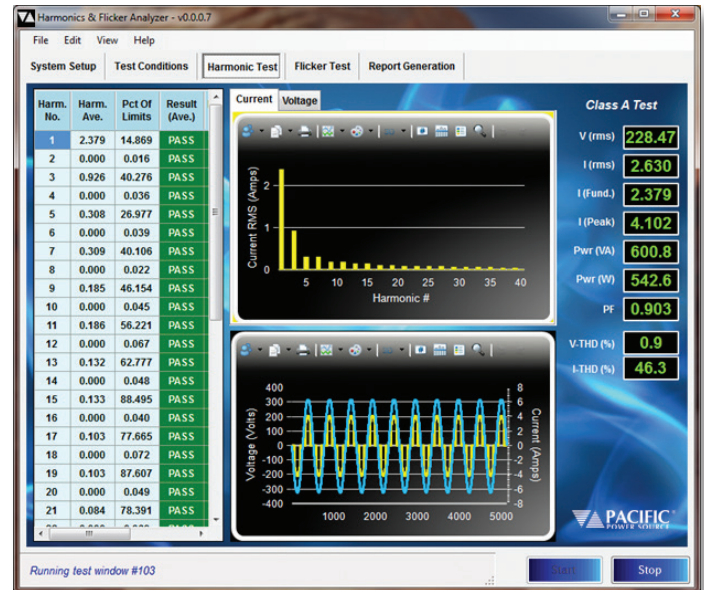 Harmonics & Flicker Analyzer - v0.0.0.7
File Edit View Help
System Setup Test Conditions Harmonic Test Flicker Test Report Generation
Harm. No. Harm. Ave. Pct Of Limits Result (Ave.)
1 2.379 14.869 PASS
2 0.000 0.016 PASS
3 0.926 40.276 PASS
4 0.000 0.036 PASS
5 0.308 26.977 PASS
6 0.000 0.039 PASS
7 0.309 40.106 PASS
8 0.000 0.022 PASS
9 0.185 46.154 PASS
10 0.000 0.045 PASS
11 0.186 56.221 PASS
12 0.000 0.067 PASS
13 0.132 62.777 PASS
14 0.000 0.048 PASS
15 0.133 88.495 PASS
16 0.000 0.040 PASS
17 0.103 77.665 PASS
18 0.000 0.072 PASS
19 0.103 87.607 PASS
20 0.000 0.049 PASS
21 0.084 78.391 PASS
Current Voltage
Current RMS (Amps)
2
1
0
5 10 15 20 25 30 35 40
Harmonic #
Voltage (Volts)
400
300
200
100
0
-100
-200
-300
-400
8
6
4
2
0
-2
-4
-6
-8
Current (Amps)
1000 2000 3000 4000 5000
Class A Test
V (rms) 228.47
I (rms) 2.630
I (Fund.) 2.379
I (Peak) 4.102
Pwr (VA) 600.8
Pwr (W) 542.6
PF 0.903
V-THD (%) 0.9
I-THD (%) 46.3
PACIFIC
POWER SOURCE
Running test window #103
Start Stop